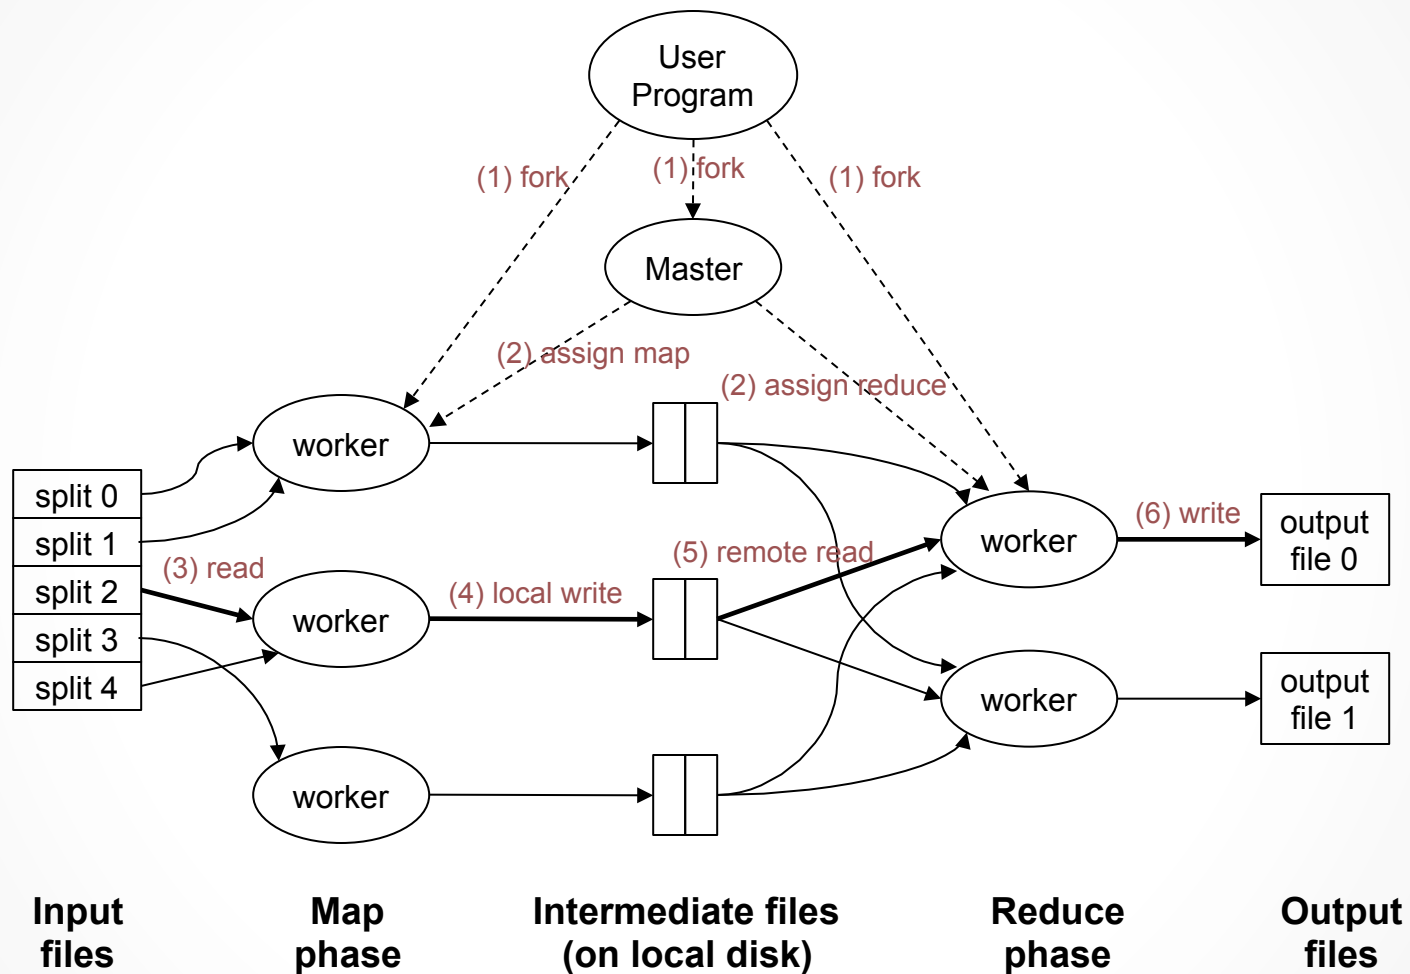 User
Program
(1) fork
(1) fork
(1) fork
Master
(2) assign map
(2) assign reduce
worker
split 0
split 1
split 2
split 3
split 4
(3) read
worker
(4) local write
(5) remote read
worker
(6) write
output
file 0
worker
output
file 1
worker
Input
files
Map
phase
Intermediate files
(on local disk)
Reduce
phase
Output
files